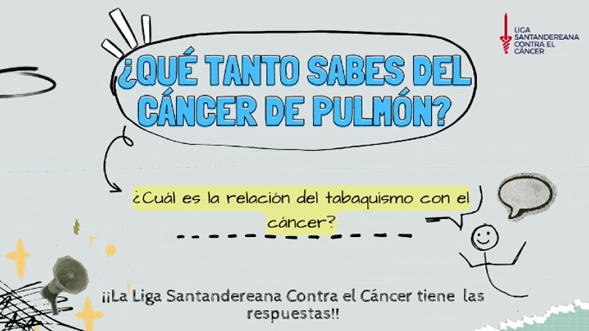 LIGA
SANTANDEREANA
CONTRA EL
CÁNCER
¿QUÉ TANTO SABES DEL
CÁNCER DE PULMÓN?
¿Cuál es la relación del tabaquismo con el
cáncer?
¡¡La Liga Santandereana Contra el Cáncer tiene las
respuestas!!